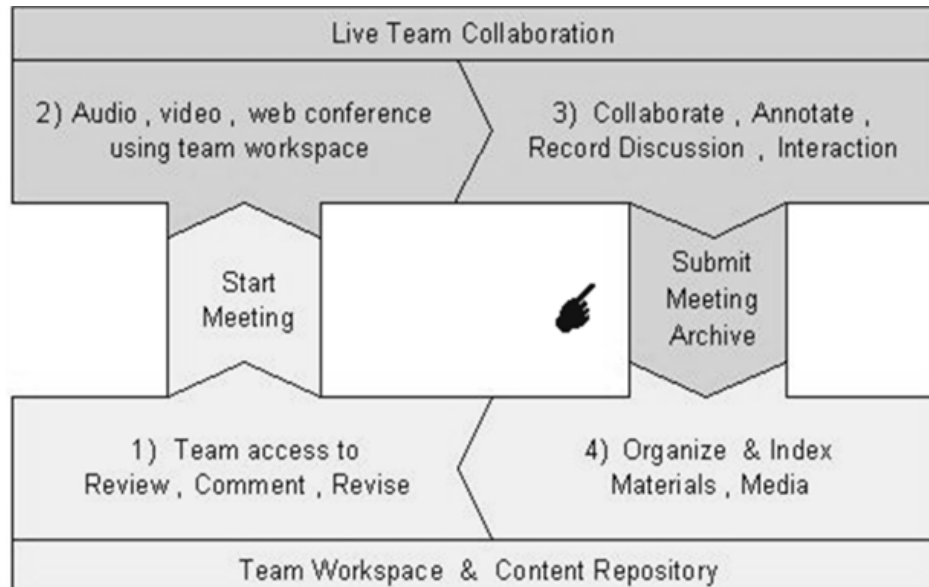 Live Team Collaboration
2) Audio , video , web conference
using team workspace
3) Collaborate , Annotate ,
Record Discussion , Interaction
Start
Meeting
Submit
Meeting
Archive
1) Team access to
Review , Comment , Revise
4) Organize & Index
Materials , Media
Team Workspace & Content Repository